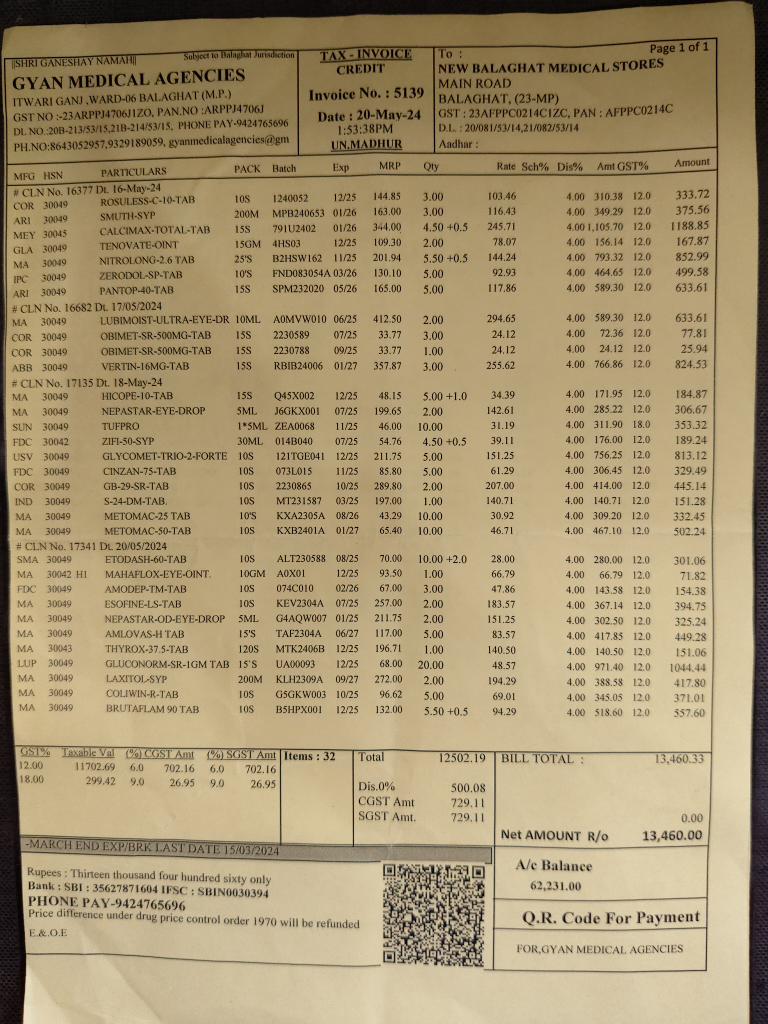 ||SHRI GANESHAY NAMAH|| Subject to Balaghat Jurisdiction
GYAN MEDICAL AGENCIES
ITWARI GANJ ,WARD-06 BALAGHAT (M.P.)
GST NO :-23ARPPJ4706J1ZO, PAN.NO :ARPPJ4706J
DL.NO :20B-213/53/15,21B-214/53/15, PHONE PAY-9424765696
PH.NO:8643052957,9329189059, gyanmedicalagencies@gm
TAX - INVOICE
CREDIT
Invoice No. : 5139
Date : 20-May-24
1:53:38PM
UN.MADHUR
Page 1 of 1
To :
NEW BALAGHAT MEDICAL STORES
MAIN ROAD
BALAGHAT, (23-MP)
GST : 23AFPPC0214C1ZC, PAN : AFPPC0214C
D.L. : 20/081/53/14,21/082/53/14
Aadhar :
MFG HSN PARTICULARS PACK Batch Exp MRP Qty Rate Sch% Dis% Amt GST% Amount
# CLN No. 16377 Dt. 16-May-24
COR 30049 ROSULESS-C-10-TAB 10S 1240052 12/25 144.85 3.00 103.46 4.00 310.38 12.0 333.72
ARI 30049 SMUTH-SYP 200M MPB240653 01/26 163.00 3.00 116.43 4.00 349.29 12.0 375.56
MEY 30045 CALCIMAX-TOTAL-TAB 15S 791U2402 01/26 344.00 4.50 +0.5 245.71 4.00 1,105.70 12.0 1188.85
GLA 30049 TENOVATE-OINT 15GM 4HS03 12/25 109.30 2.00 78.07 4.00 156.14 12.0 167.87
MA 30049 NITROLONG-2.6 TAB 25'S B2HSW162 11/25 201.94 5.50 +0.5 144.24 4.00 793.32 12.0 852.99
IPC 30049 ZERODOL-SP-TAB 10'S FND083054A 03/26 130.10 5.00 92.93 4.00 464.65 12.0 499.58
ARI 30049 PANTOP-40-TAB 15S SPM232020 05/26 165.00 5.00 117.86 4.00 589.30 12.0 633.61
# CLN No. 16682 Dt. 17/05/2024
MA 30049 LUBIMOIST-ULTRA-EYE-DR 10ML A0MVW010 06/25 412.50 2.00 294.65 4.00 589.30 12.0 633.61
COR 30049 OBIMET-SR-500MG-TAB 15S 2230589 07/25 33.77 3.00 24.12 4.00 72.36 12.0 77.81
COR 30049 OBIMET-SR-500MG-TAB 15S 2230788 09/25 33.77 1.00 24.12 4.00 24.12 12.0 25.94
ABB 30049 VERTIN-16MG-TAB 15S RBIB24006 01/27 357.87 3.00 255.62 4.00 766.86 12.0 824.53
# CLN No. 17135 Dt. 18-May-24
MA 30049 HICOPE-10-TAB 15S Q45X002 12/25 48.15 5.00 +1.0 34.39 4.00 171.95 12.0 184.87
MA 30049 NEPASTAR-EYE-DROP 5ML J6GKX001 07/25 199.65 2.00 142.61 4.00 285.22 12.0 306.67
SUN 30049 TUFPRO 1*5ML ZEA0068 11/25 46.00 10.00 31.19 4.00 311.90 18.0 353.32
FDC 30042 ZIFI-50-SYP 30ML 014B040 07/25 54.76 4.50 +0.5 39.11 4.00 176.00 12.0 189.24
USV 30049 GLYCOMET-TRIO-2-FORTE 10S 121TGE041 12/25 211.75 5.00 151.25 4.00 756.25 12.0 813.12
FDC 30049 CINZAN-75-TAB 10S 073L015 11/25 85.80 5.00 61.29 4.00 306.45 12.0 329.49
COR 30049 GB-29-SR-TAB 10S 2230865 10/25 289.80 2.00 207.00 4.00 414.00 12.0 445.14
IND 30049 S-24-DM-TAB. 10S MT231587 03/25 197.00 1.00 140.71 4.00 140.71 12.0 151.28
MA 30049 METOMAC-25 TAB 10'S KXA2305A 08/26 43.29 10.00 30.92 4.00 309.20 12.0 332.45
MA 30049 METOMAC-50-TAB 10S KXB2401A 01/27 65.40 10.00 46.71 4.00 467.10 12.0 502.24
# CLN No. 17341 Dt. 20/05/2024
SMA 30049 ETODASH-60-TAB 10S ALT230588 08/25 70.00 10.00 +2.0 28.00 4.00 280.00 12.0 301.06
MA 30042 H1 MAHAFLOX-EYE-OINT. 10GM A0X01 12/25 93.50 1.00 66.79 4.00 66.79 12.0 71.82
FDC 30049 AMODEP-TM-TAB 10S 074C010 02/26 67.00 3.00 47.86 4.00 143.58 12.0 154.38
MA 30049 ESOFINE-LS-TAB 10S KEV2304A 07/25 257.00 2.00 183.57 4.00 367.14 12.0 394.75
MA 30049 NEPASTAR-OD-EYE-DROP 5ML G4AQW007 01/25 211.75 2.00 151.25 4.00 302.50 12.0 325.24
MA 30049 AMLOVAS-H TAB 15'S TAF2304A 06/27 117.00 5.00 83.57 4.00 417.85 12.0 449.28
MA 30043 THYROX-37.5-TAB 120S MTK2406B 12/25 196.71 1.00 140.50 4.00 140.50 12.0 151.06
LUP 30049 GLUCONORM-SR-1GM TAB 15`S UA00093 12/25 68.00 20.00 48.57 4.00 971.40 12.0 1044.44
MA 30049 LAXITOL-SYP 200M KLH2309A 09/27 272.00 2.00 194.29 4.00 388.58 12.0 417.80
MA 30049 COLIWIN-R-TAB 10S G5GKW003 10/25 96.62 5.00 69.01 4.00 345.05 12.0 371.01
MA 30049 BRUTAFLAM 90 TAB 10S B5HPX001 12/25 132.00 5.50 +0.5 94.29 4.00 518.60 12.0 557.60
GST% Taxable Val (%) CGST Amt (%) SGST Amt
12.00 11702.69 6.0 702.16 6.0 702.16
18.00 299.42 9.0 26.95 9.0 26.95
Items : 32
Total 12502.19
Dis.0% 500.08
CGST Amt 729.11
SGST Amt. 729.11
BILL TOTAL : 13,460.33
0.00
Net AMOUNT R/o 13,460.00
-MARCH END EXP/BRK LAST DATE 15/03/2024
Rupees : Thirteen thousand four hundred sixty only
Bank : SBI : 35627871604 IFSC : SBIN0030394
PHONE PAY-9424765696
Price difference under drug price control order 1970 will be refunded
E.&.O.E
A/c Balance
62,231.00
Q.R. Code For Payment
FOR,GYAN MEDICAL AGENCIES